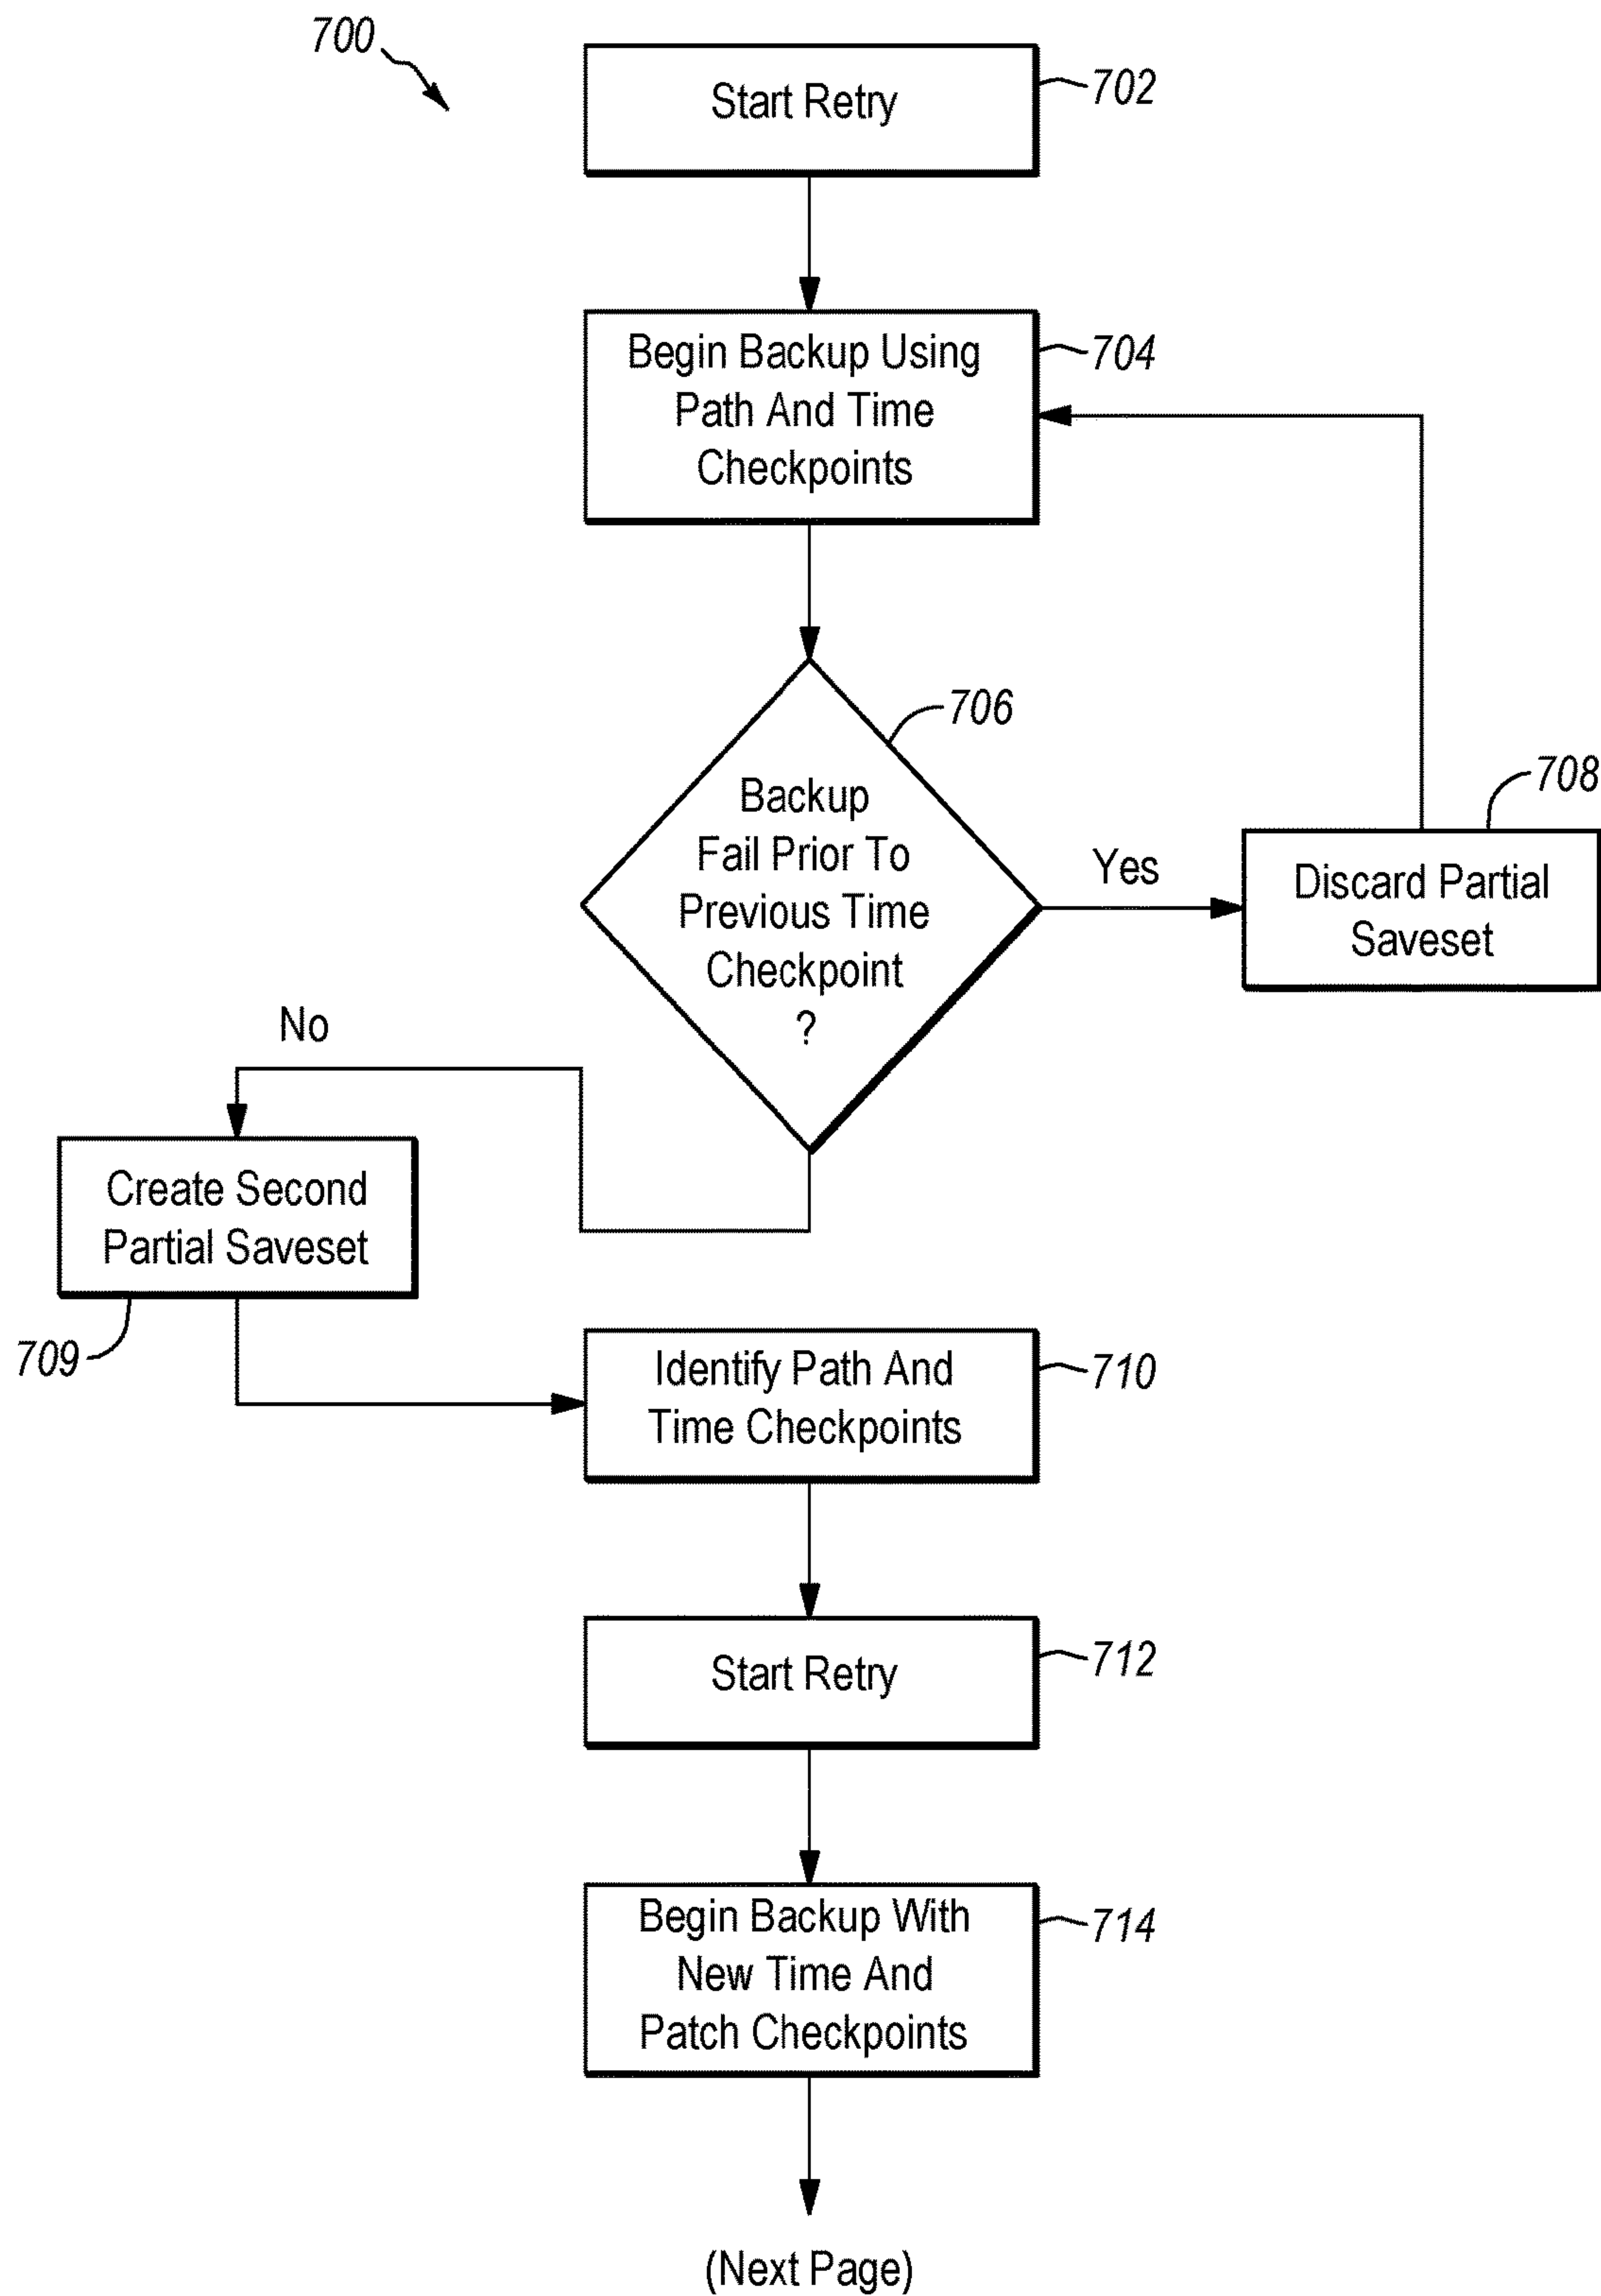 700
Start Retry
702
Begin Backup Using
Path And Time
Checkpoints
704
706
Backup
Fail Prior To
Previous Time
Checkpoint
?
Yes
708
Discard Partial
Saveset
No
Create Second
Partial Saveset
709
Identify Path And
Time Checkpoints
710
Start Retry
712
Begin Backup With
New Time And
Patch Checkpoints
714
(Next Page)